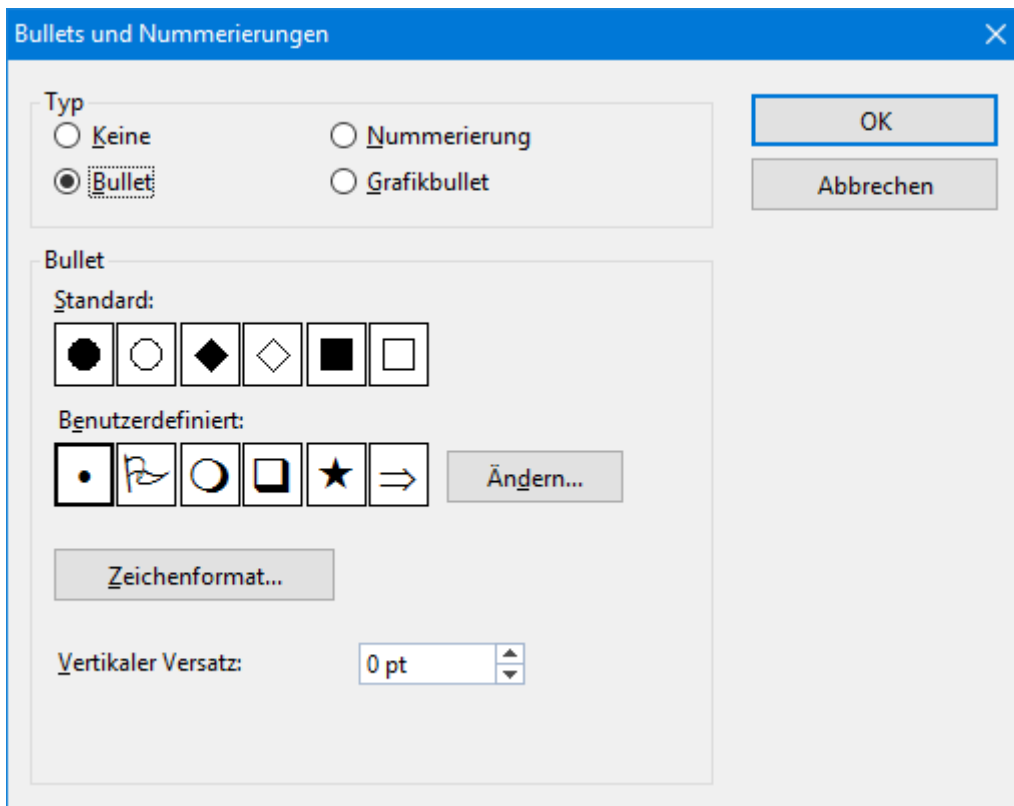 Bullets und Nummerierungen
Typ
Keine
Nummerierung
Bullet
Grafikbullet
OK
Abbrechen
Bullet
Standard:
Benutzerdefiniert:
Ändern...
Zeichenformat...
Vertikaler Versatz:
0 pt